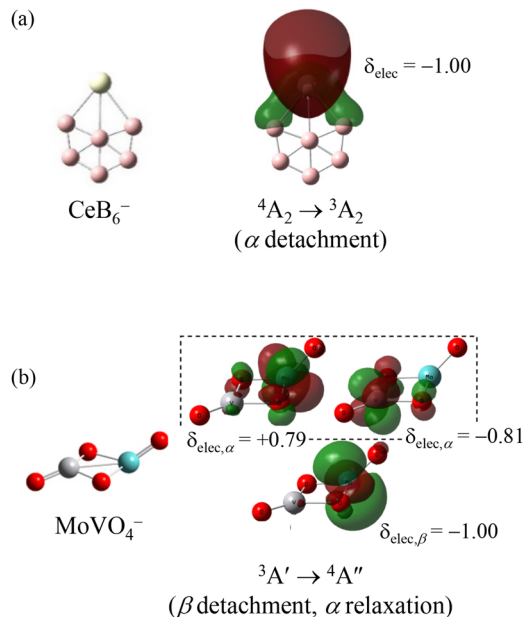 (a)
δelec = −1.00
CeB₆⁻
⁴A₂ → ³A₂
(α detachment)
(b)
δelec,α = +0.79
δelec,α = −0.81
MoVO₄⁻
δelec,β = −1.00
³A′ → ⁴A″
(β detachment, α relaxation)